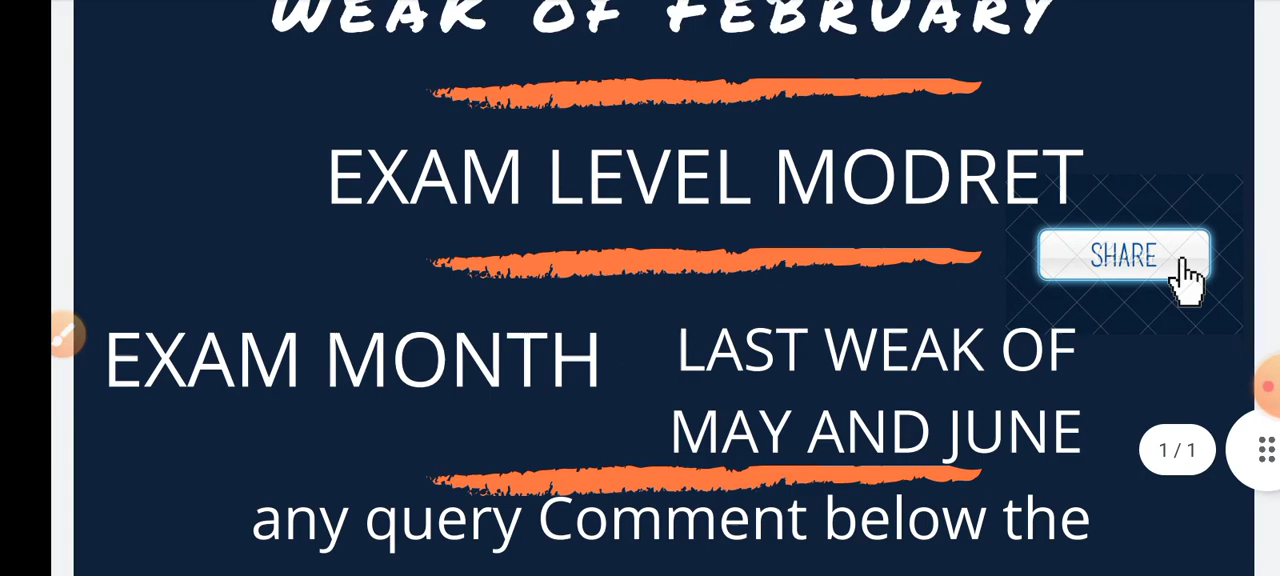 WEAK OF FEBRUARY
EXAM LEVEL MODRET
SHARE
EXAM MONTH
LAST WEAK OF
MAY AND JUNE
1 / 1
any query Comment below the